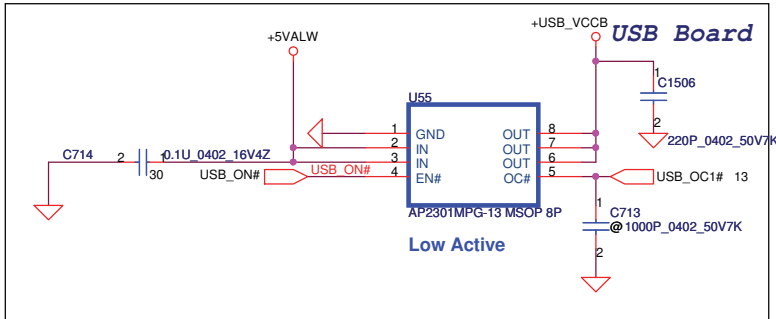 +USB_VCCB
USB Board
+5VALW
1
C1506
2
220P_0402_50V7K
U55
1 GND OUT 8
2 IN OUT 7
3 IN OUT 6
4 EN# OC# 5
C714 2 1 0.1U_0402_16V4Z
30
USB_ON# USB_ON#
USB_OC1# 13
AP2301MPG-13 MSOP 8P
Low Active
1
C713
@ 1000P_0402_50V7K
2